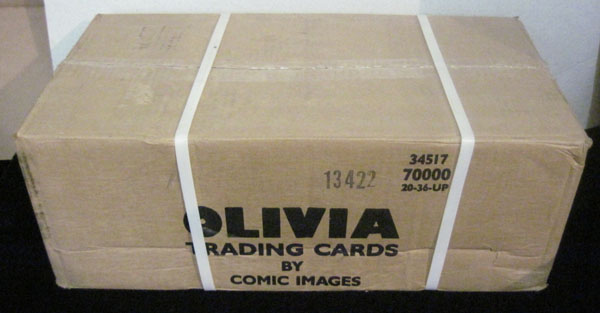 34517
13422 70000
20-36-UP
OLIVIA
TRADING CARDS
BY
COMIC IMAGES